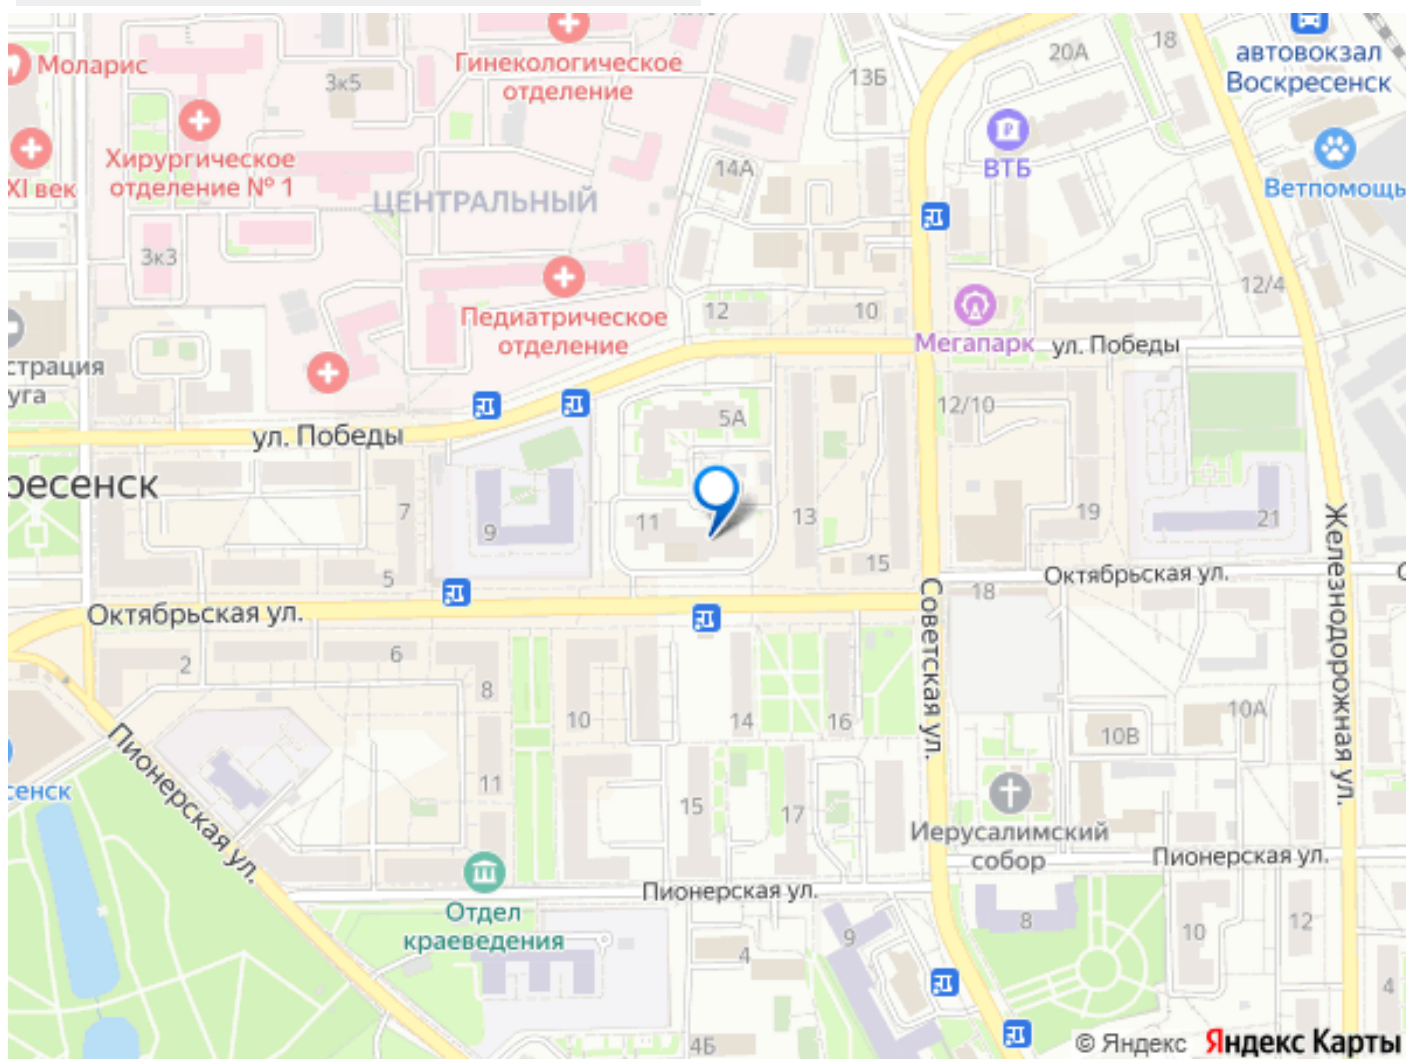 автовокзал
Воскресенск
18
20А
Моларис
Гинекологическое
отделение
3к5
13Б
ВТБ
Хирургическое
отделение № 1
XI век
14А
Ветпомощь
ЦЕНТРАЛЬНЫЙ
3к3
12/4
Педиатрическое
отделение
12
10
Мегапарк
ул. Победы
страция
уга
5А
12/10
ул. Победы
ресенск
7
9
11
13
19
21
15
5
Октябрьская ул.
Железнодорожная ул.
18
Октябрьская ул.
Советская ул.
2
6
8
10
14
16
10А
10В
11
Пионерская ул.
сенск
15
17
Иерусалимский
собор
Пионерская ул.
Пионерская ул.
Отдел
краеведения
4
9
8
10
12
4
4Б
© Яндекс Яндекс Карты